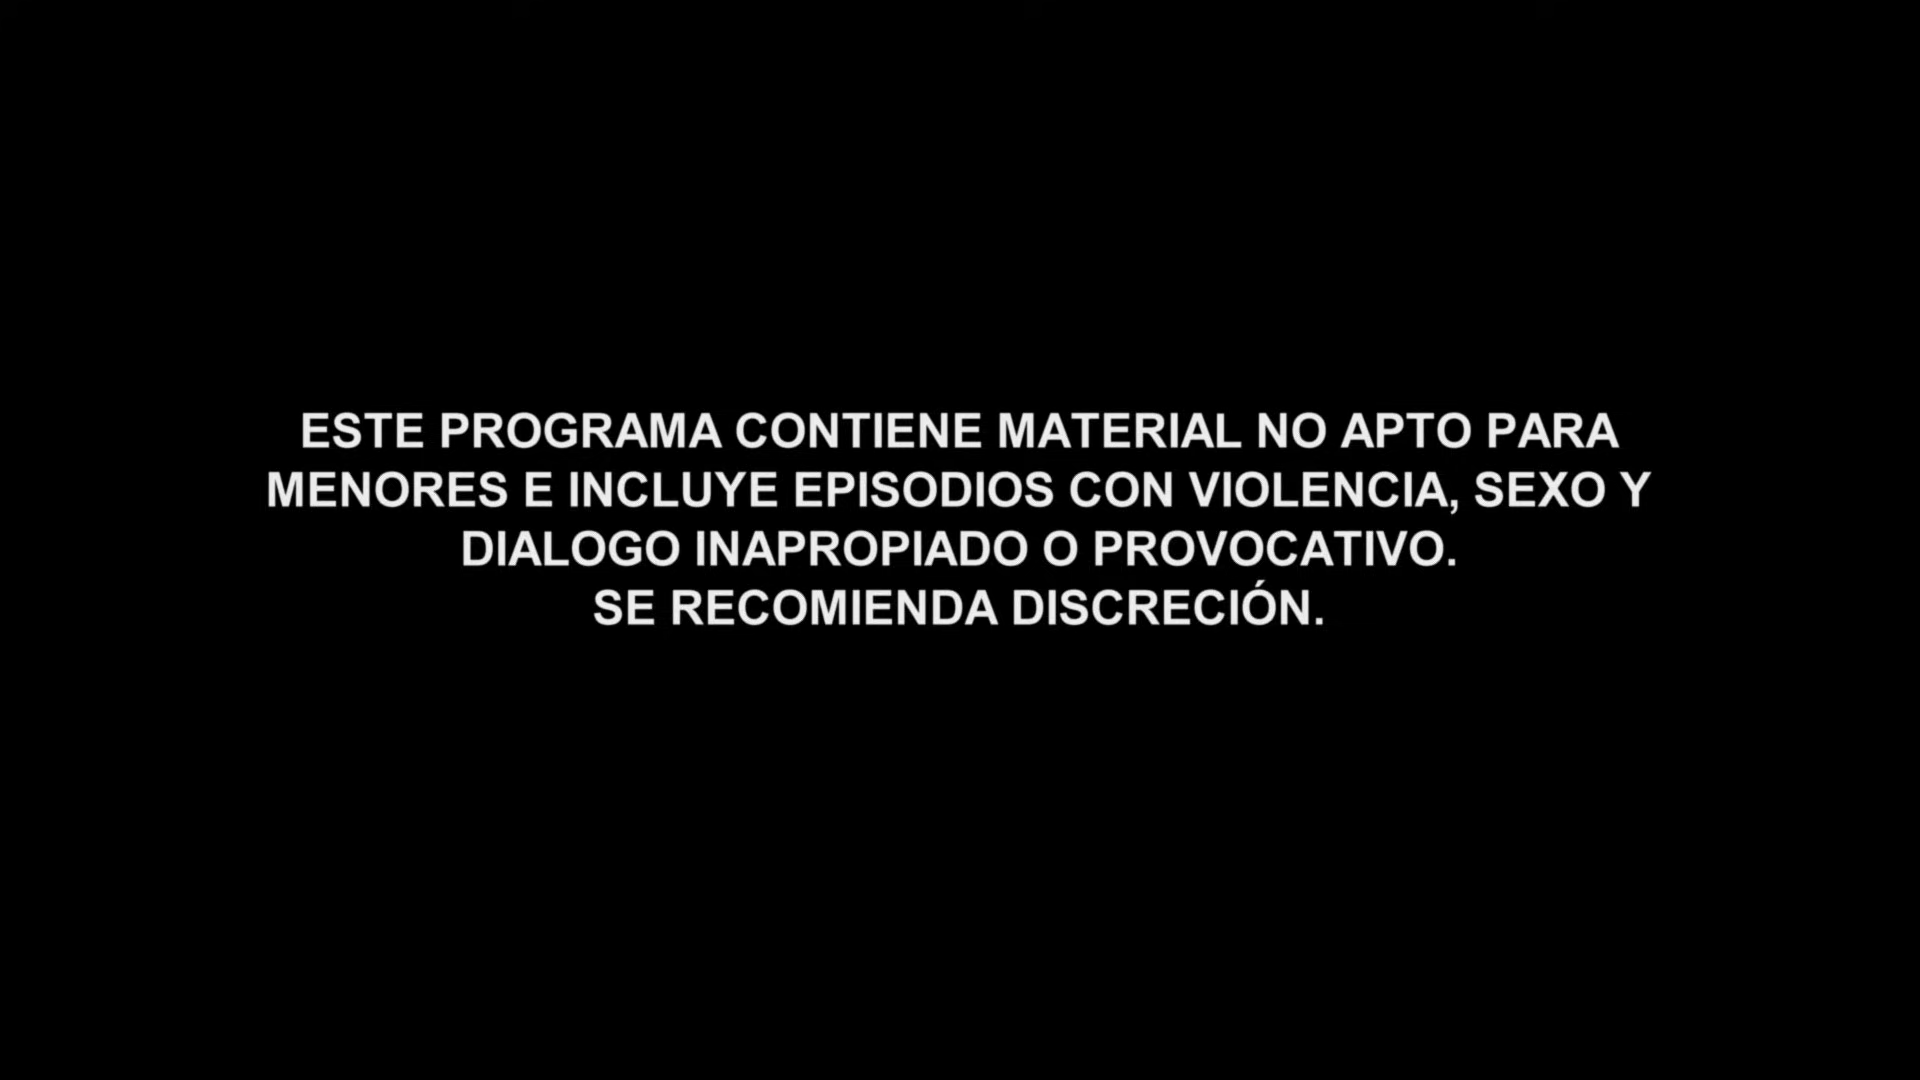 ESTE PROGRAMA CONTIENE MATERIAL NO APTO PARA
MENORES E INCLUYE EPISODIOS CON VIOLENCIA, SEXO Y
DIALOGO INAPROPIADO O PROVOCATIVO.
SE RECOMIENDA DISCRECIÓN.